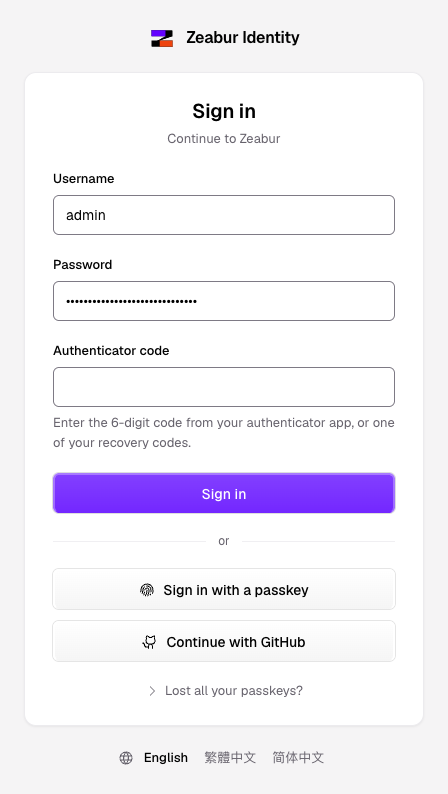 Zeabur Identity
Sign in
Continue to Zeabur
Username
admin
Password
••••••••••••••••••••••••••••••
Authenticator code
Enter the 6-digit code from your authenticator app, or one
of your recovery codes.
Sign in
or
Sign in with a passkey
Continue with GitHub
Lost all your passkeys?
English 繁體中文 简体中文